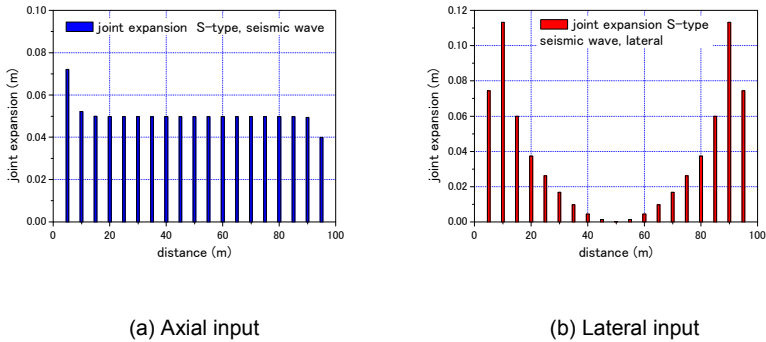 0.10
0.08
0.06
0.04
0.02
0.00
joint expansion (m)
joint expansion S-type, seismic wave
0
20
40
60
80
100
distance (m)
(a) Axial input
0.12
0.10
0.08
0.06
0.04
0.02
0.00
joint expansion (m)
joint expansion S-type
seismic wave, lateral
0
20
40
60
80
100
distance (m)
(b) Lateral input